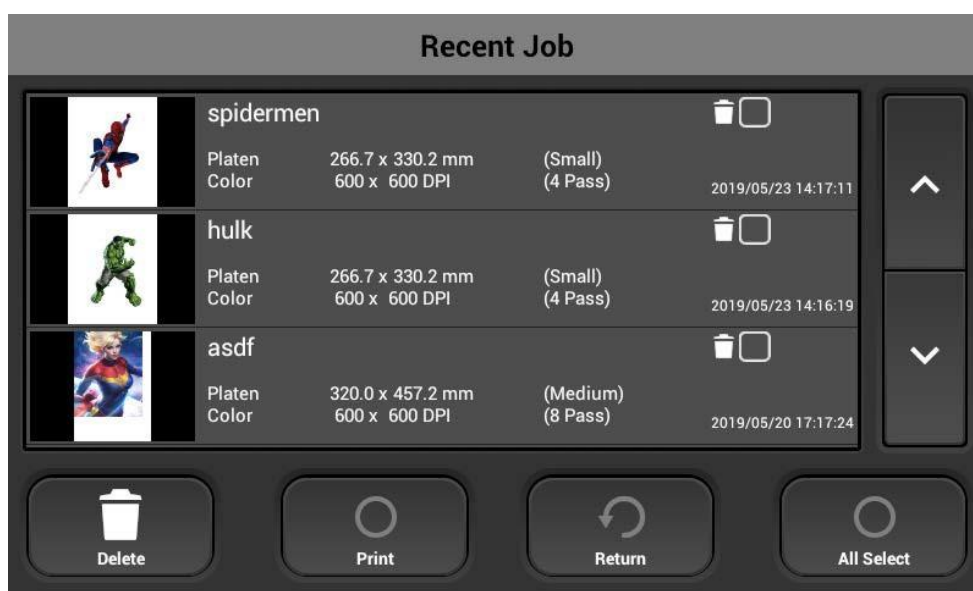 Recent Job
spidermen
Platen 266.7 x 330.2 mm (Small)
Color 600 x 600 DPI (4 Pass)
2019/05/23 14:17:11
hulk
Platen 266.7 x 330.2 mm (Small)
Color 600 x 600 DPI (4 Pass)
2019/05/23 14:16:19
asdf
Platen 320.0 x 457.2 mm (Medium)
Color 600 x 600 DPI (8 Pass)
2019/05/20 17:17:24
Delete Print Return All Select